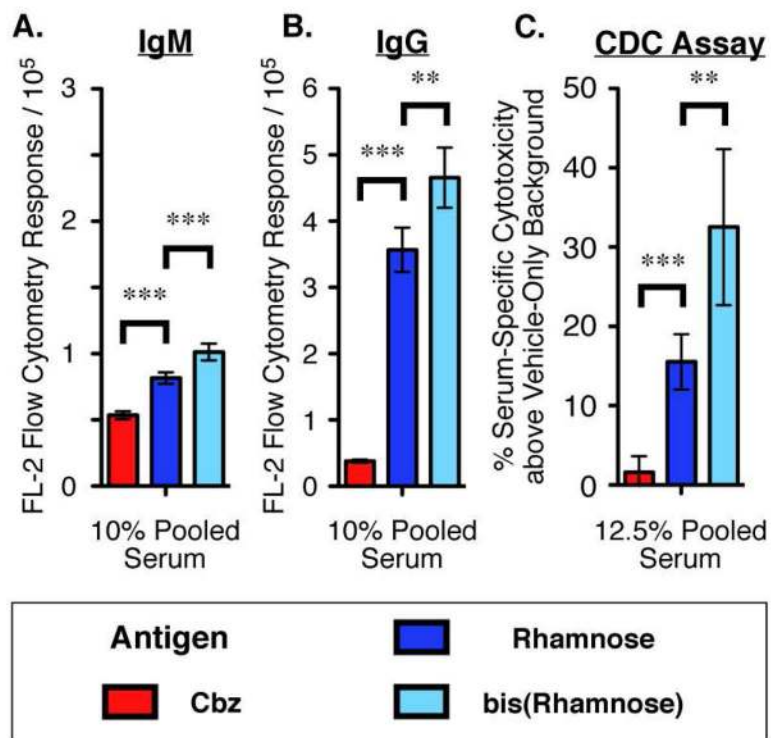 A.
IgM
FL-2 Flow Cytometry Response / 10⁵
3
2
1
0
***
***
10% Pooled
Serum
B.
IgG
FL-2 Flow Cytometry Response / 10⁵
6
5
4
3
2
1
0
***
**
10% Pooled
Serum
C.
CDC Assay
% Serum-Specific Cytotoxicity
above Vehicle-Only Background
50
40
30
20
10
0
***
**
12.5% Pooled
Serum
Antigen
Rhamnose
Cbz
bis(Rhamnose)